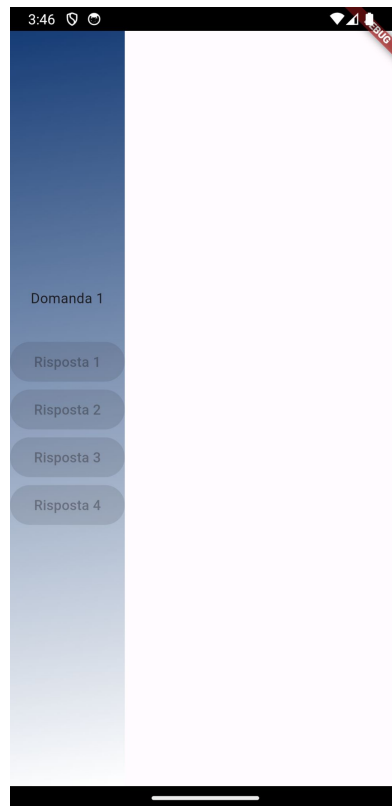 3:46
DEBUG
Domanda 1
Risposta 1
Risposta 2
Risposta 3
Risposta 4